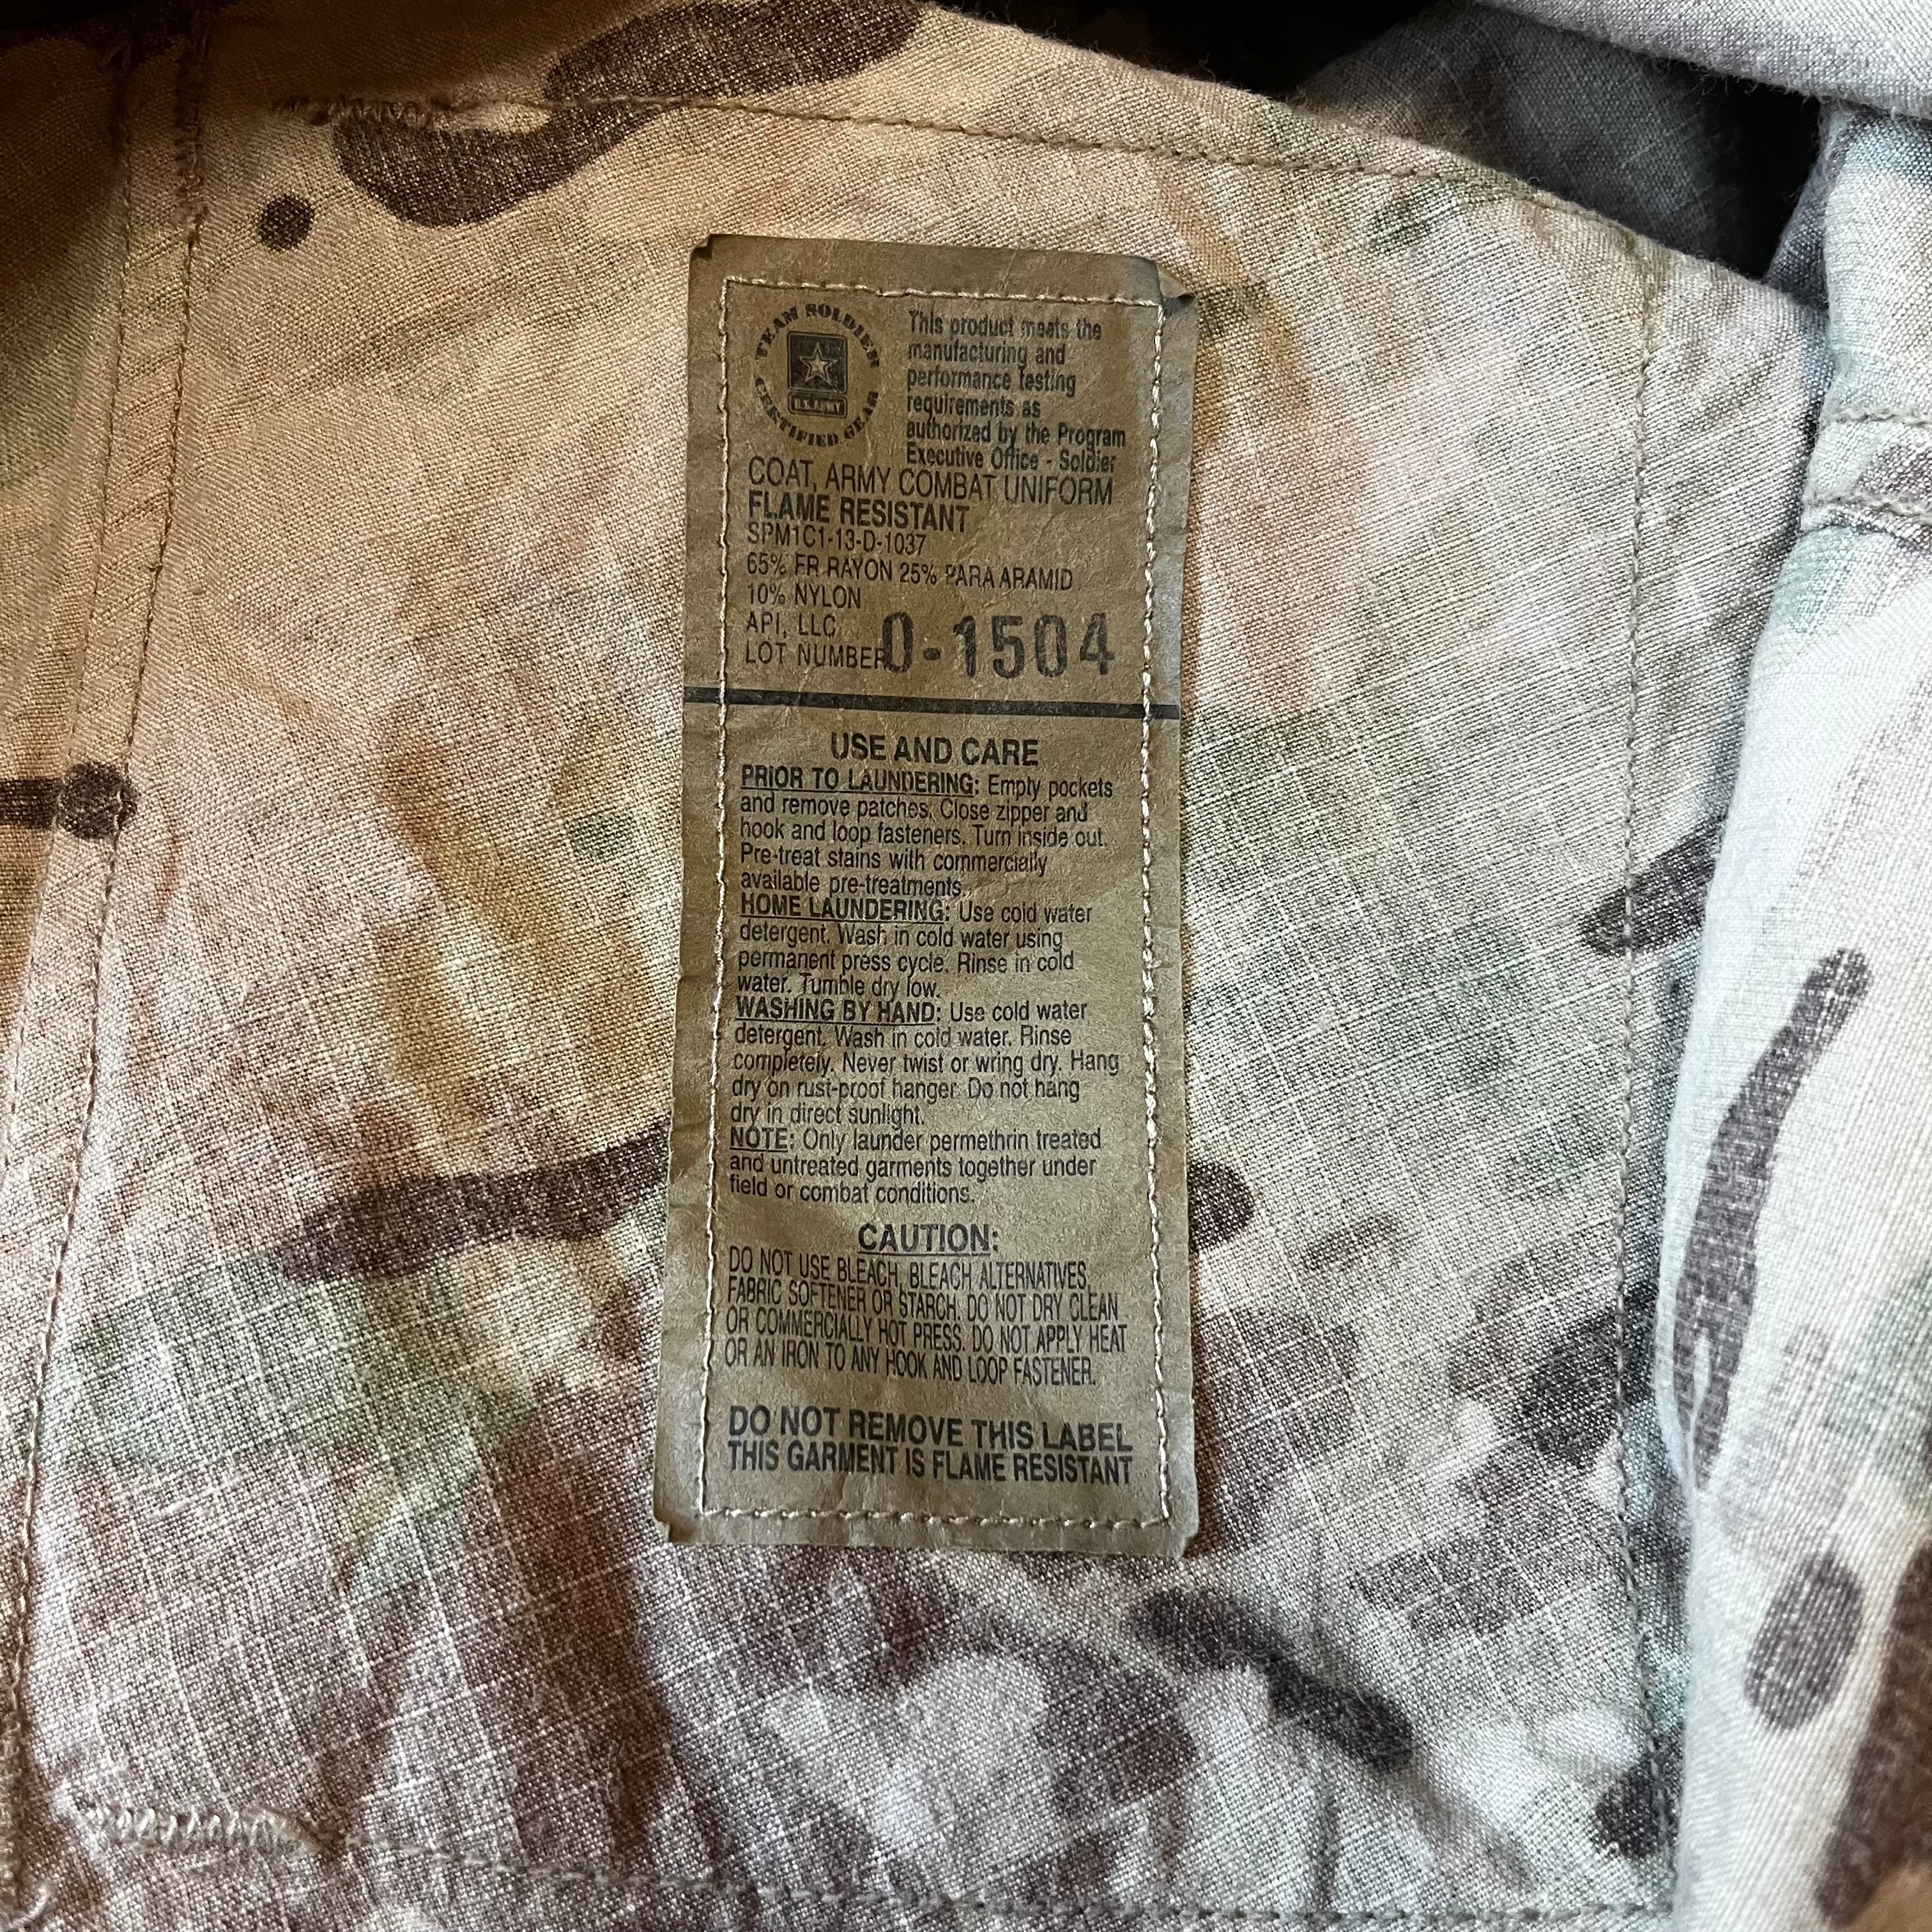 TEAM SOLDIER
U.S. ARMY
CERTIFIED GEAR
This product meets the
manufacturing and
performance testing
requirements as
authorized by the Program
Executive Office - Soldier
COAT, ARMY COMBAT UNIFORM
FLAME RESISTANT
SPM1C1-13-D-1037
65% FR RAYON 25% PARA ARAMID
10% NYLON
API, LLC
LOT NUMBER 0-1504
USE AND CARE
PRIOR TO LAUNDERING: Empty pockets
and remove patches. Close zipper and
hook and loop fasteners. Turn inside out.
Pre-treat stains with commercially
available pre-treatments.
HOME LAUNDERING: Use cold water
detergent. Wash in cold water using
permanent press cycle. Rinse in cold
water. Tumble dry low.
WASHING BY HAND: Use cold water
detergent. Wash in cold water. Rinse
completely. Never twist or wring dry. Hang
dry on rust-proof hanger. Do not hang
dry in direct sunlight.
NOTE: Only launder permethrin treated
and untreated garments together under
field or combat conditions.
CAUTION:
DO NOT USE BLEACH, BLEACH ALTERNATIVES,
FABRIC SOFTENER OR STARCH. DO NOT DRY CLEAN
OR COMMERCIALLY HOT PRESS. DO NOT APPLY HEAT
OR AN IRON TO ANY HOOK AND LOOP FASTENER.
DO NOT REMOVE THIS LABEL
THIS GARMENT IS FLAME RESISTANT